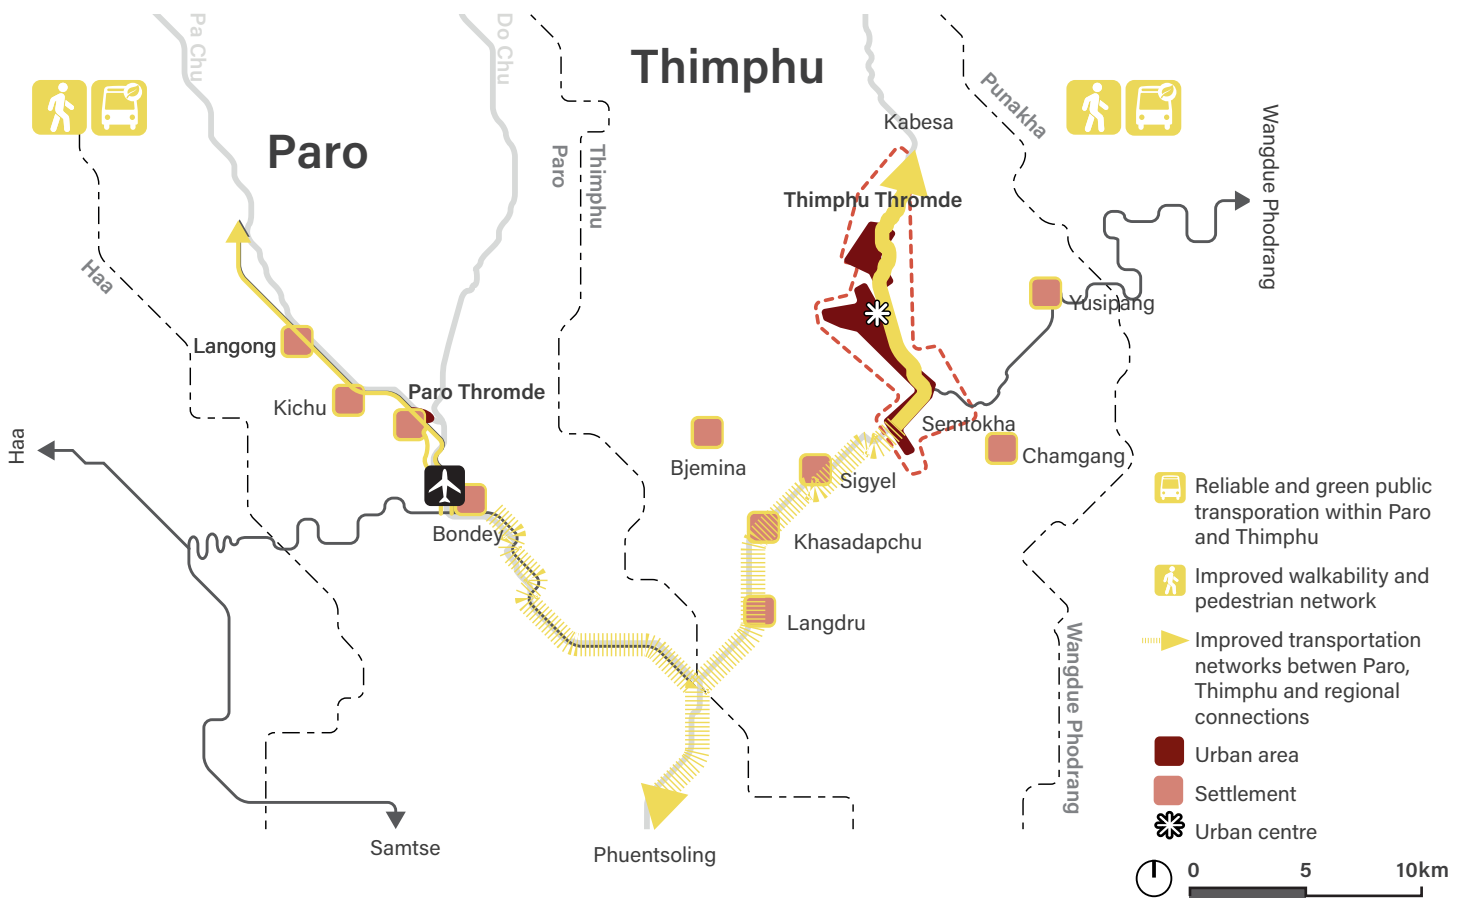 Pa Chu
Do Chu
Thimphu
Paro
Punakha
Kabesa
Wangdue Phodrang
Paro
Thimphu
Thimphu Thromde
Haa
Yusipang
Langong
Paro Thromde
Kichu
Semtokha
Haa
Bjemina
Chamgang
Sigyel
Bondey
Khasadapchu
Langdru
Wangdue Phodrang
Samtse
Phuentsoling
Reliable and green public
transporation within Paro
and Thimphu
Improved walkability and
pedestrian network
Improved transportation
networks betwen Paro,
Thimphu and regional
connections
Urban area
Settlement
Urban centre
0 5 10km